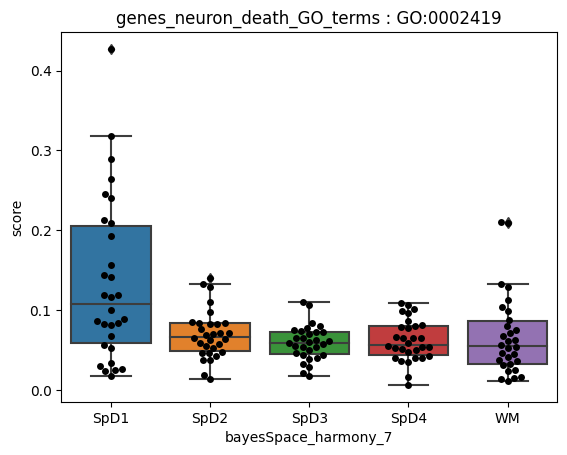 genes_neuron_death_GO_terms : GO:0002419
score
0.4
0.3
0.2
0.1
0.0
SpD1 SpD2 SpD3 SpD4 WM
bayesSpace_harmony_7